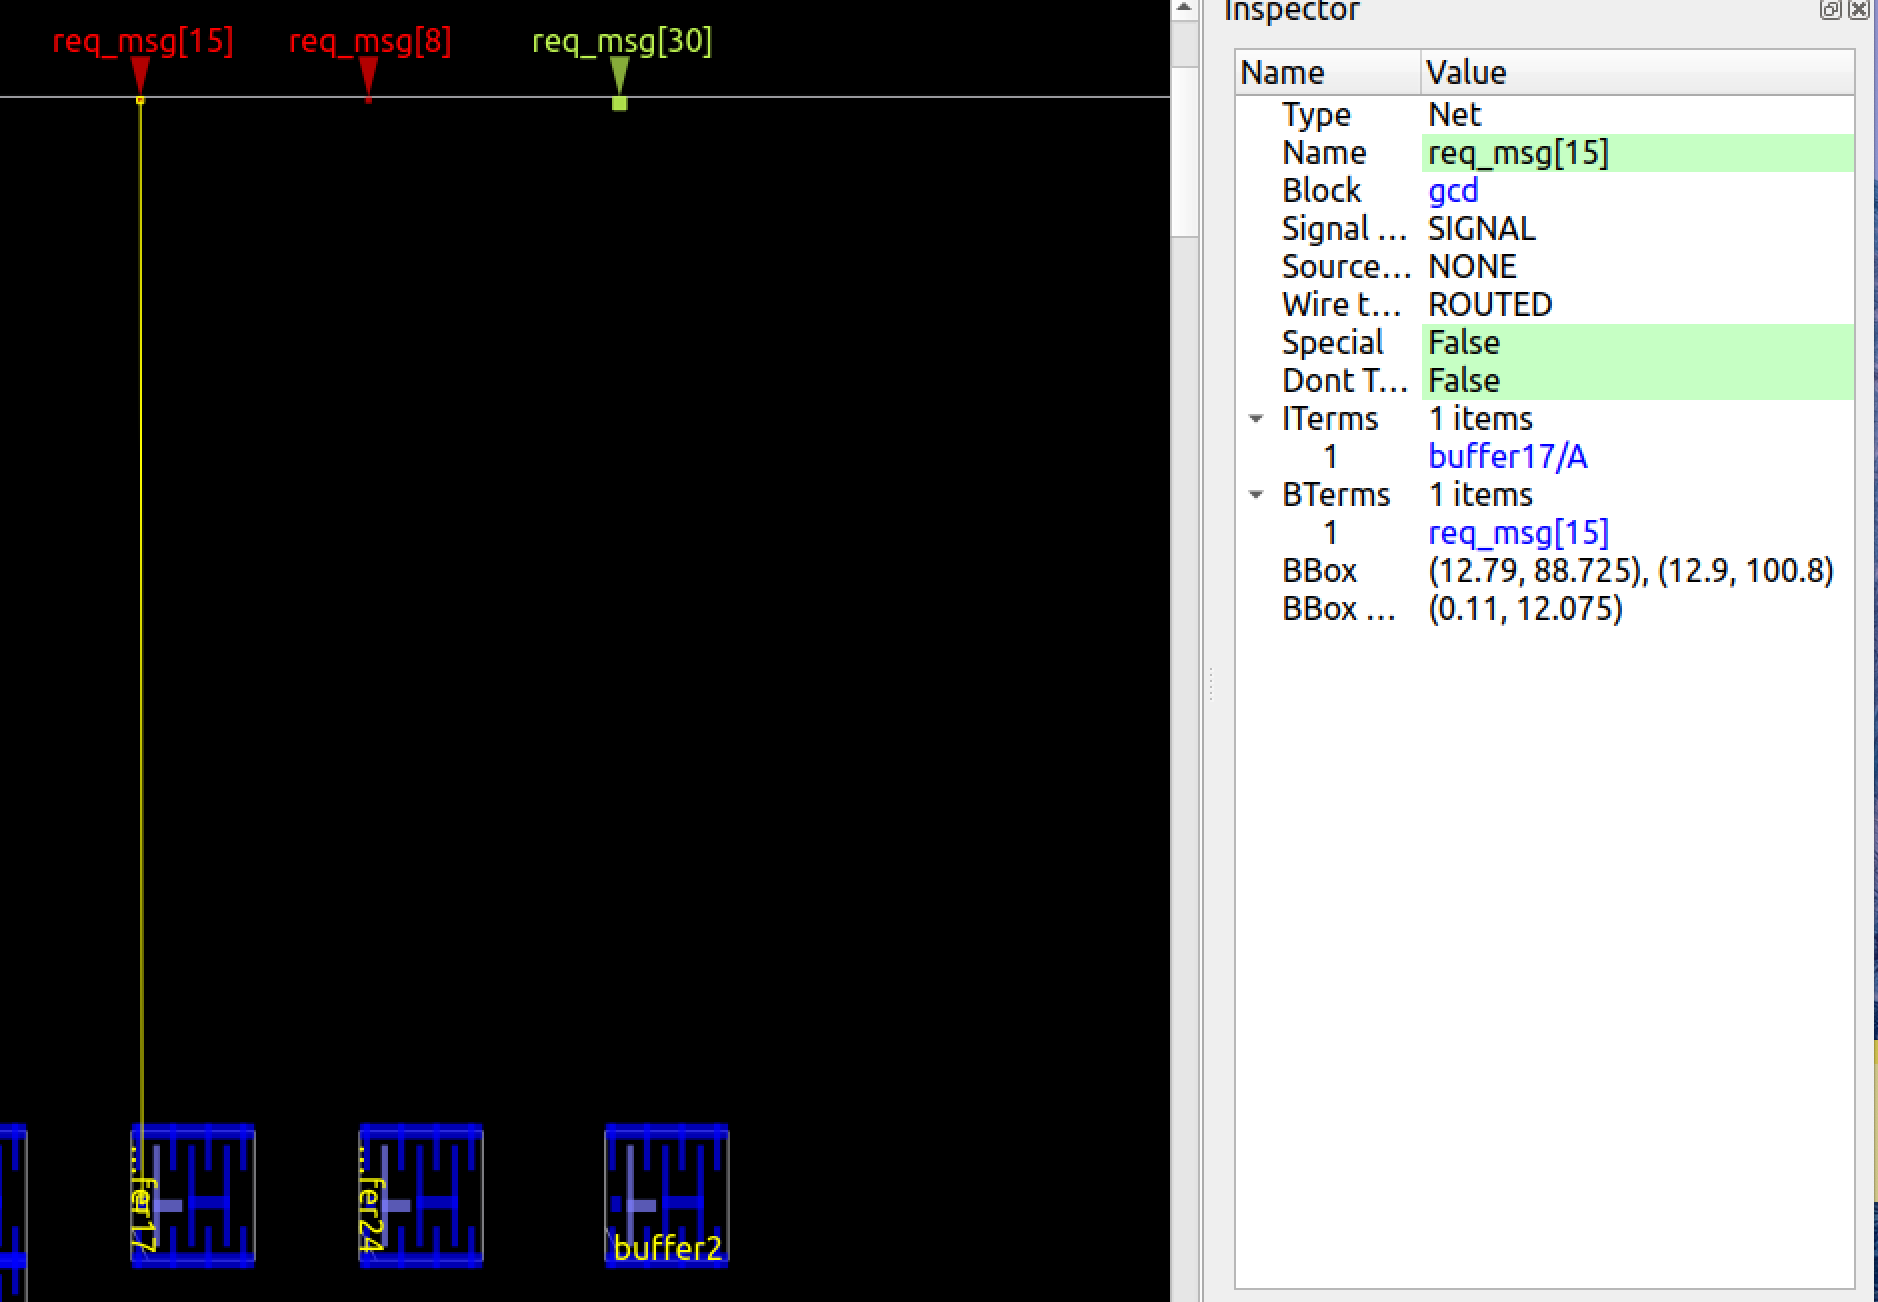 req_msg[15] req_msg[8] req_msg[30]
...fer17
...fer24
buffer2
Inspector
Name Value
Type Net
Name req_msg[15]
Block gcd
Signal ... SIGNAL
Source... NONE
Wire t... ROUTED
Special False
Dont T... False
ITerms 1 items
1 buffer17/A
BTerms 1 items
1 req_msg[15]
BBox (12.79, 88.725), (12.9, 100.8)
BBox ... (0.11, 12.075)